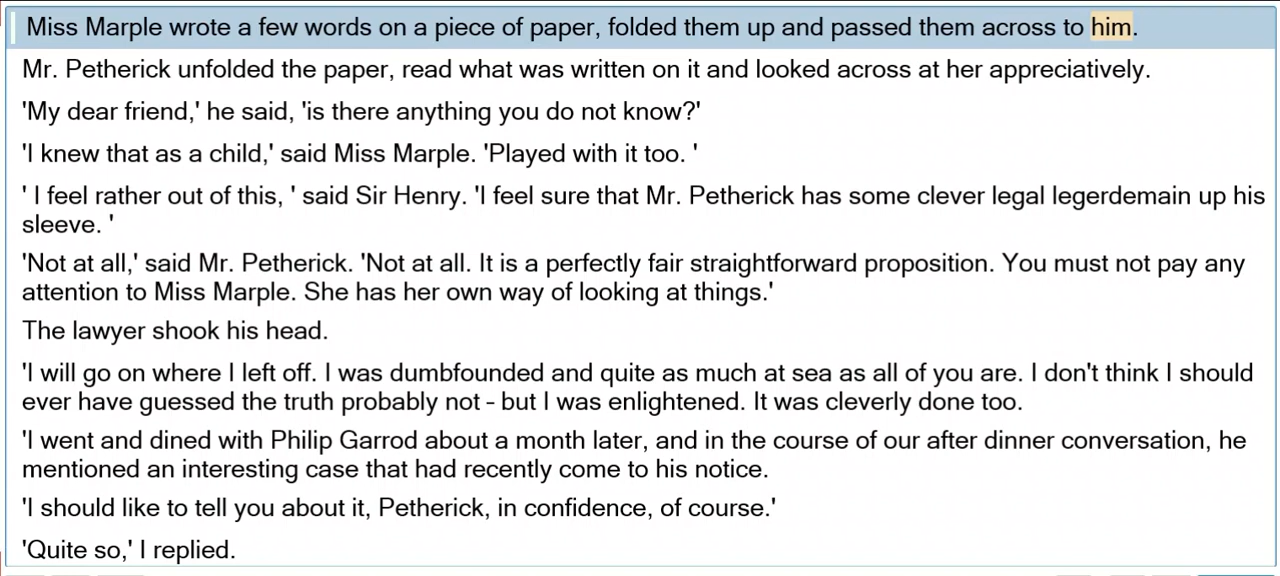 Miss Marple wrote a few words on a piece of paper, folded them up and passed them across to him.
Mr. Petherick unfolded the paper, read what was written on it and looked across at her appreciatively.
'My dear friend,' he said, 'is there anything you do not know?'
'I knew that as a child,' said Miss Marple. 'Played with it too. '
' I feel rather out of this, ' said Sir Henry. 'I feel sure that Mr. Petherick has some clever legal legerdemain up his
sleeve. '
'Not at all,' said Mr. Petherick. 'Not at all. It is a perfectly fair straightforward proposition. You must not pay any
attention to Miss Marple. She has her own way of looking at things.'
The lawyer shook his head.
'I will go on where I left off. I was dumbfounded and quite as much at sea as all of you are. I don't think I should
ever have guessed the truth probably not - but I was enlightened. It was cleverly done too.
'I went and dined with Philip Garrod about a month later, and in the course of our after dinner conversation, he
mentioned an interesting case that had recently come to his notice.
'I should like to tell you about it, Petherick, in confidence, of course.'
'Quite so,' I replied.